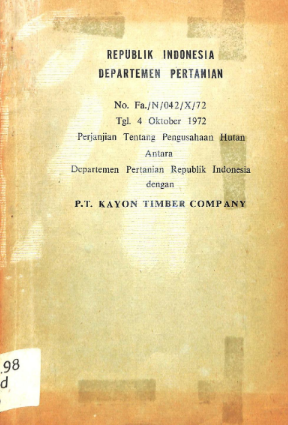 REPUBLIK INDONESIA
DEPARTEMEN PERTANIAN
No. Fa./N/042/X/72
Tgl. 4 Oktober 1972
Perjanjian Tentang Pengusahaan Hutan
Antara
Departemen Pertanian Republik Indonesia
dengan
P.T. KAYON TIMBER COMPANY
.98
d